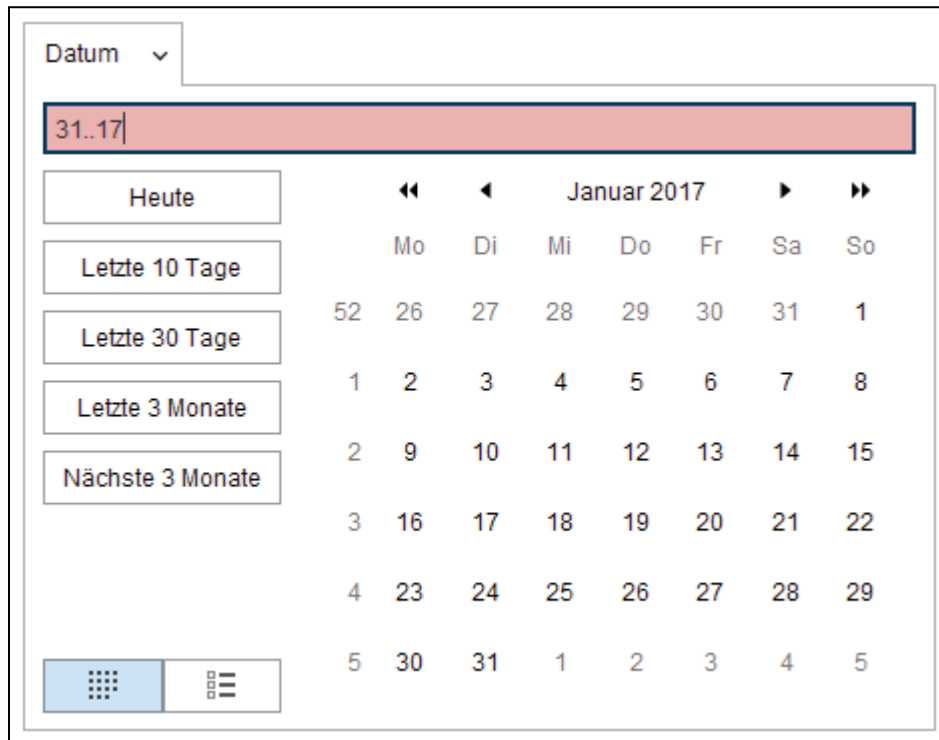 Datum
31..17
Heute
Letzte 10 Tage
Letzte 30 Tage
Letzte 3 Monate
Nächste 3 Monate
Januar 2017
Mo Di Mi Do Fr Sa So
52 26 27 28 29 30 31 1
1 2 3 4 5 6 7 8
2 9 10 11 12 13 14 15
3 16 17 18 19 20 21 22
4 23 24 25 26 27 28 29
5 30 31 1 2 3 4 5